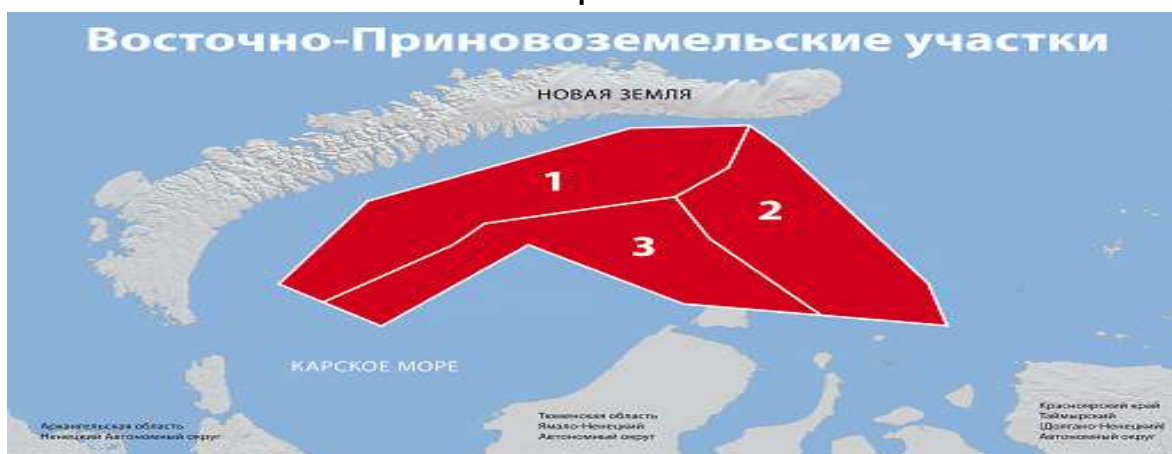 Восточно-Приновоземельские участки
НОВАЯ ЗЕМЛЯ
1
2
3
КАРСКОЕ МОРЕ
Архангельская область
Ненецкий Автономный округ
Тюменская область
Ямало-Ненецкий
Автономный округ
Красноярский край
Таймырский
(Долгано-Ненецкий)
Автономный округ